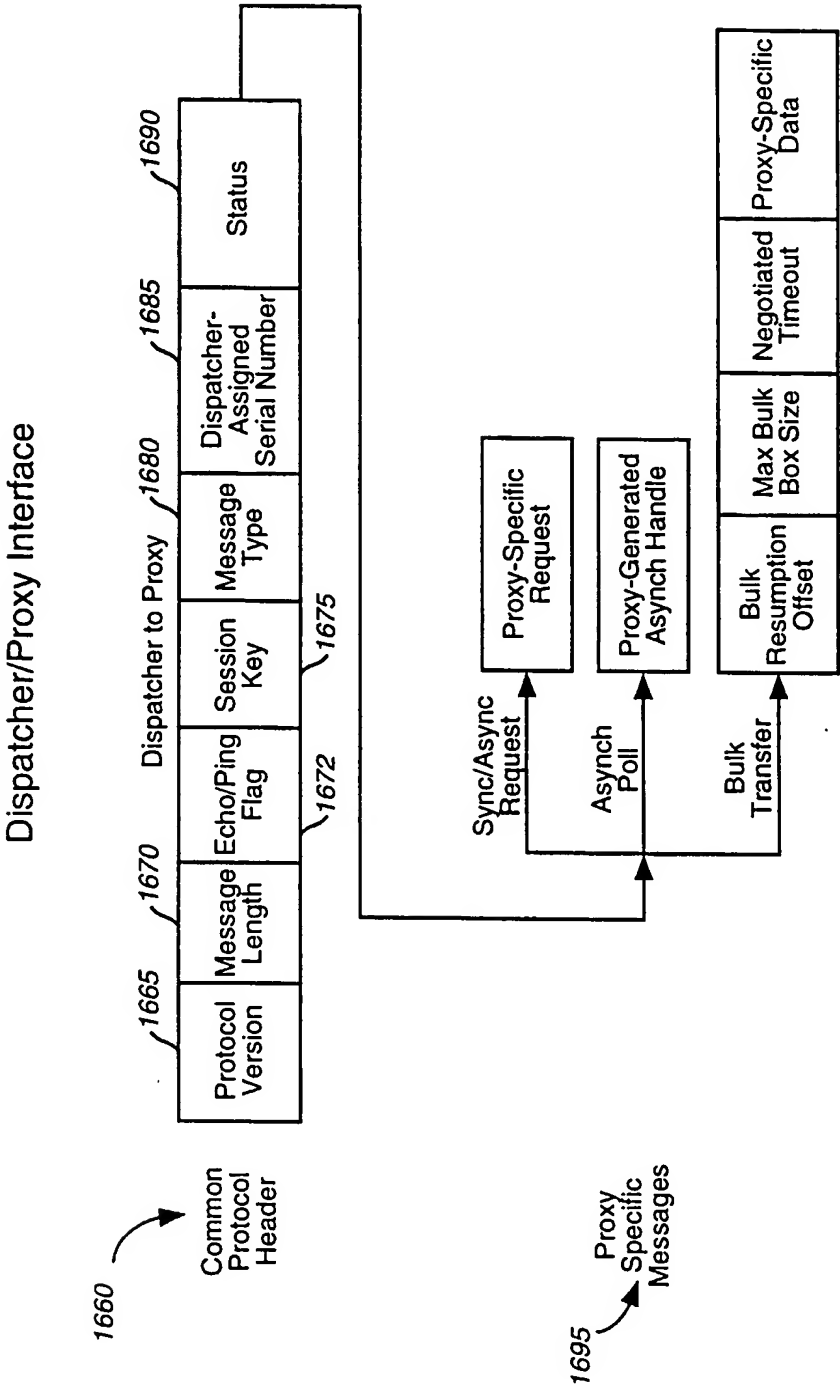 Dispatcher/Proxy Interface
Dispatcher to Proxy
1660
Common
Protocol
Header
1665
1670
1672
1675
1680
1685
1690
Protocol
Version
Message
Length
Echo/Ping
Flag
Session
Key
Message
Type
Dispatcher-
Assigned
Serial Number
Status
1695
Proxy
Specific
Messages
Sync/Async
Request
Proxy-Specific
Request
Asynch
Poll
Proxy-Generated
Asynch Handle
Bulk
Transfer
Bulk
Resumption
Offset
Max Bulk
Box Size
Negotiated
Timeout
Proxy-Specific
Data